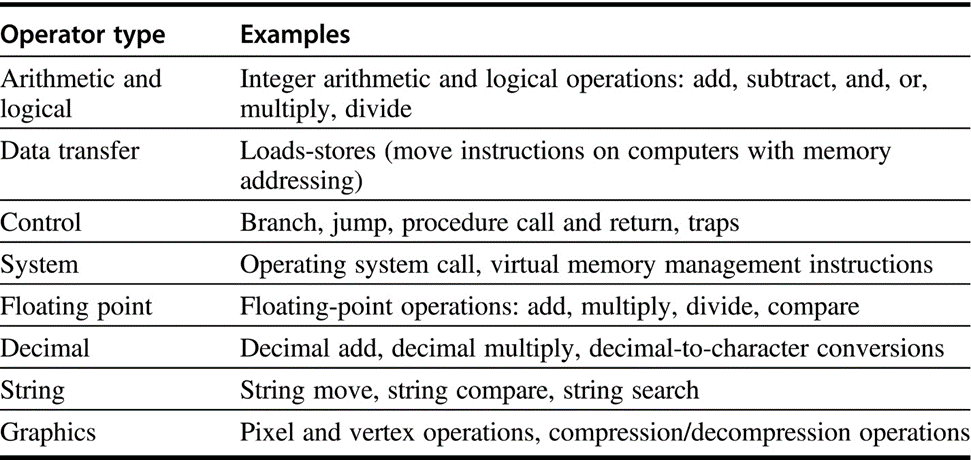 Operator type Examples
Arithmetic and Integer arithmetic and logical operations: add, subtract, and, or,
logical multiply, divide
Data transfer Loads-stores (move instructions on computers with memory
addressing)
Control Branch, jump, procedure call and return, traps
System Operating system call, virtual memory management instructions
Floating point Floating-point operations: add, multiply, divide, compare
Decimal Decimal add, decimal multiply, decimal-to-character conversions
String String move, string compare, string search
Graphics Pixel and vertex operations, compression/decompression operations